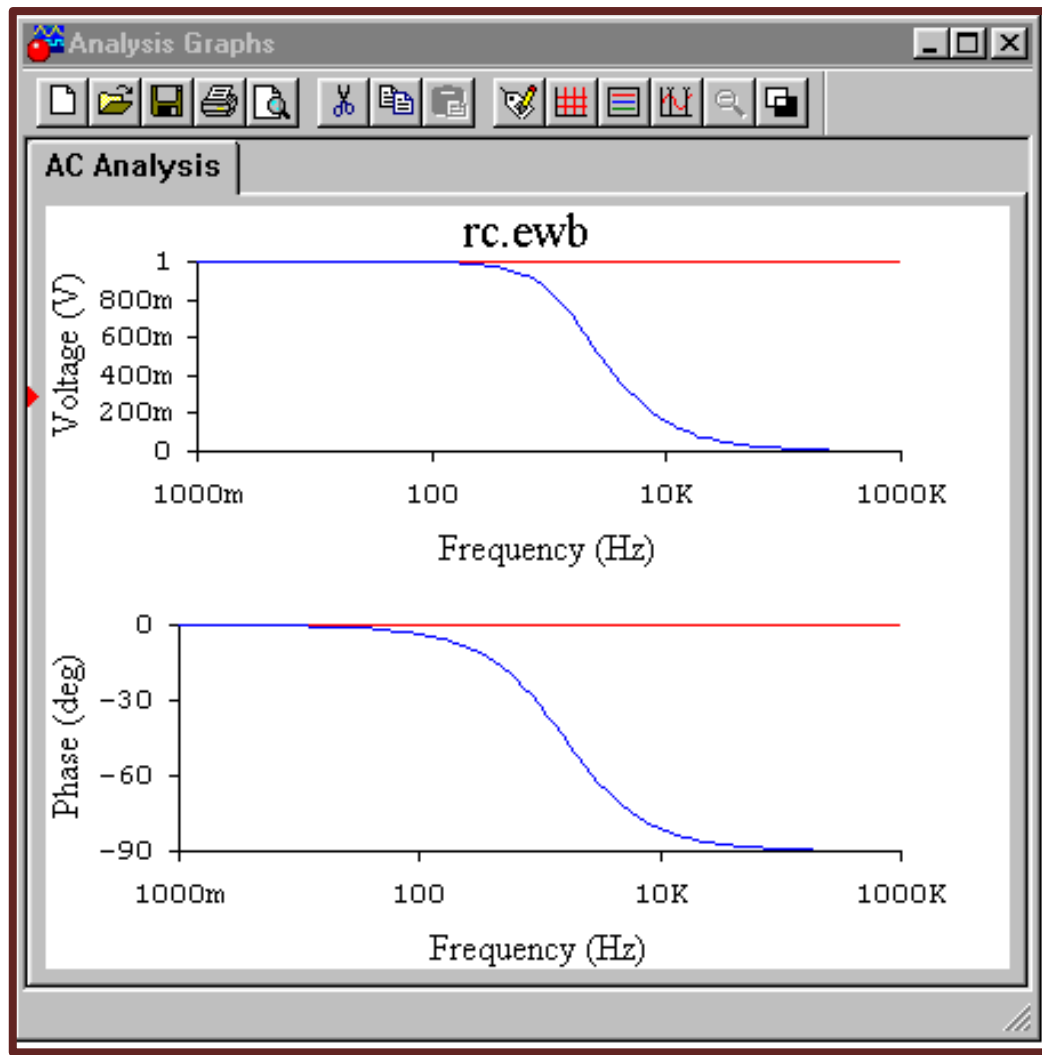 Analysis Graphs
AC Analysis
rc.ewb
Voltage (V)
1
800m
600m
400m
200m
0
1000m 100 10K 1000K
Frequency (Hz)
Phase (deg)
0
-30
-60
-90
1000m 100 10K 1000K
Frequency (Hz)